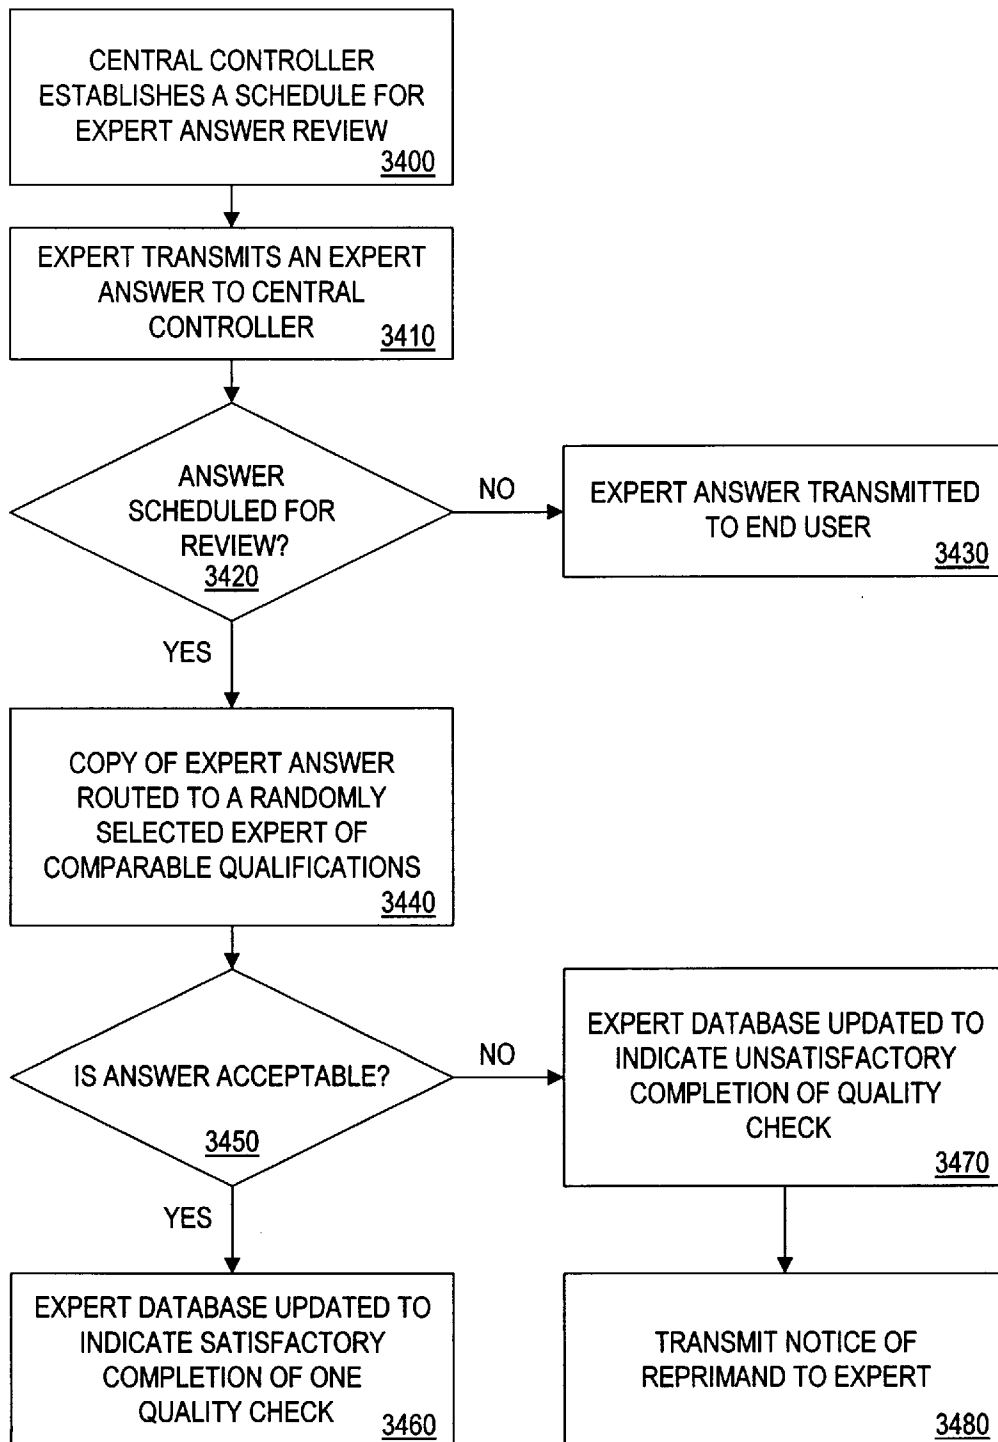 CENTRAL CONTROLLER
ESTABLISHES A SCHEDULE FOR
EXPERT ANSWER REVIEW
3400
EXPERT TRANSMITS AN EXPERT
ANSWER TO CENTRAL
CONTROLLER
3410
ANSWER
SCHEDULED FOR
REVIEW?
3420
NO
EXPERT ANSWER TRANSMITTED
TO END USER
3430
YES
COPY OF EXPERT ANSWER
ROUTED TO A RANDOMLY
SELECTED EXPERT OF
COMPARABLE QUALIFICATIONS
3440
IS ANSWER ACCEPTABLE?
3450
NO
EXPERT DATABASE UPDATED TO
INDICATE UNSATISFACTORY
COMPLETION OF QUALITY
CHECK
3470
YES
EXPERT DATABASE UPDATED TO
INDICATE SATISFACTORY
COMPLETION OF ONE
QUALITY CHECK
3460
TRANSMIT NOTICE OF
REPRIMAND TO EXPERT
3480